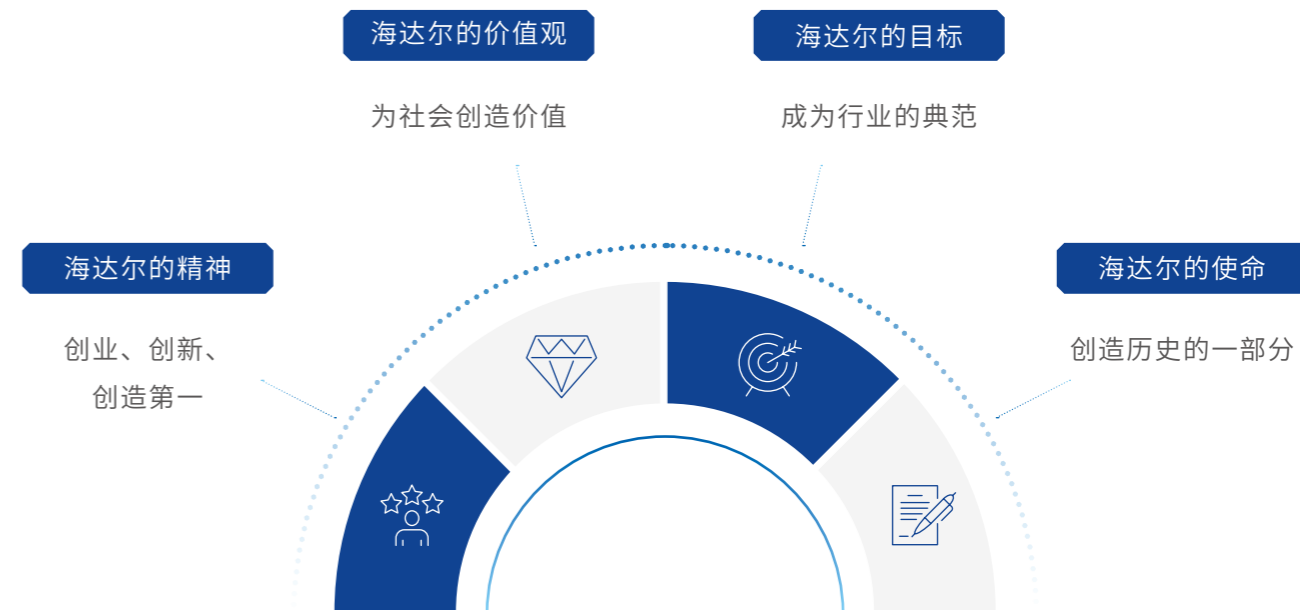 海达尔的价值观
为社会创造价值
海达尔的目标
成为行业的典范
海达尔的精神
创业、创新、
创造第一
海达尔的使命
创造历史的一部分